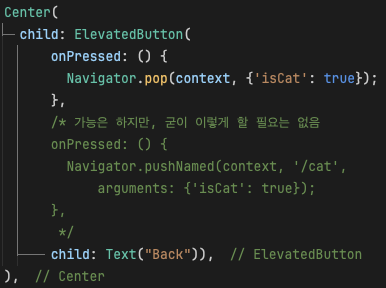 Center(
child: ElevatedButton(
onPressed: () {
Navigator.pop(context, {'isCat': true});
},
/* 가능은 하지만, 굳이 이렇게 할 필요는 없음
onPressed: () {
Navigator.pushNamed(context, '/cat',
arguments: {'isCat': true});
},
*/
child: Text("Back")), // ElevatedButton
), // Center